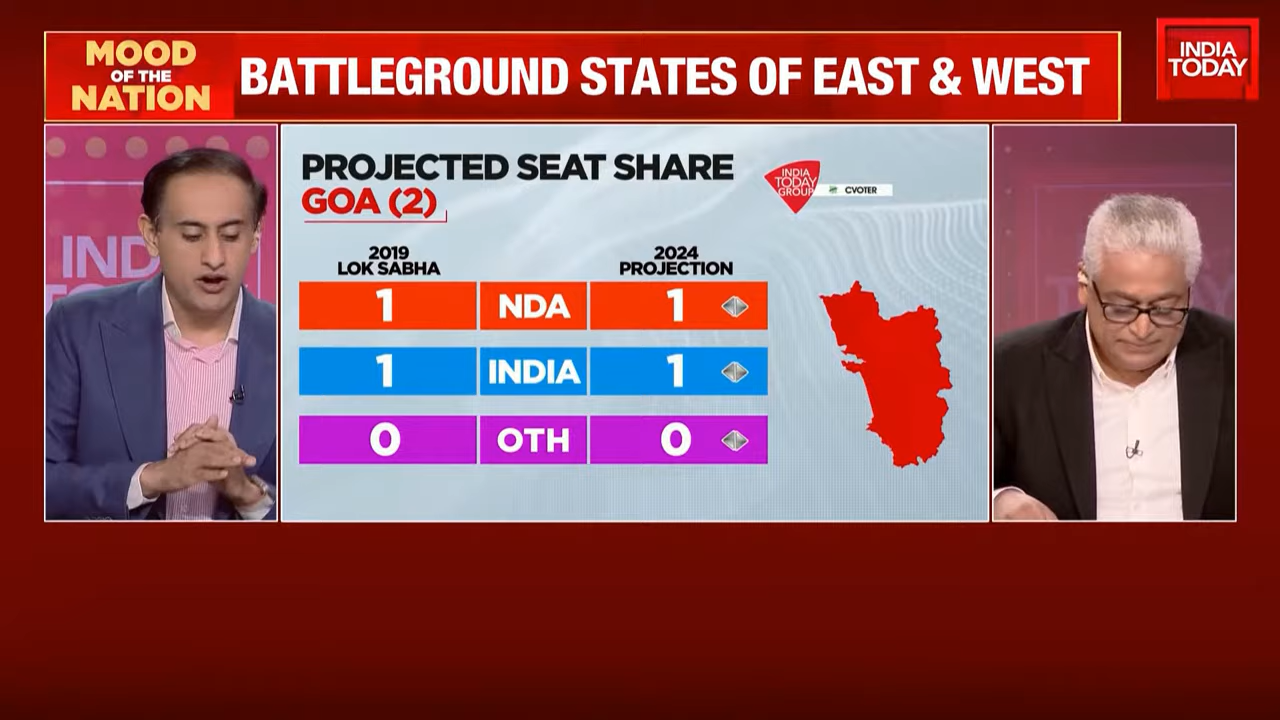 MOOD
OF THE
NATION
BATTLEGROUND STATES OF EAST & WEST
INDIA
TODAY
PROJECTED SEAT SHARE
GOA (2)
INDIA
TODAY
GROUP
CVOTER
2019
LOK SABHA
2024
PROJECTION
1 NDA 1
1 INDIA 1
0 OTH 0
IND